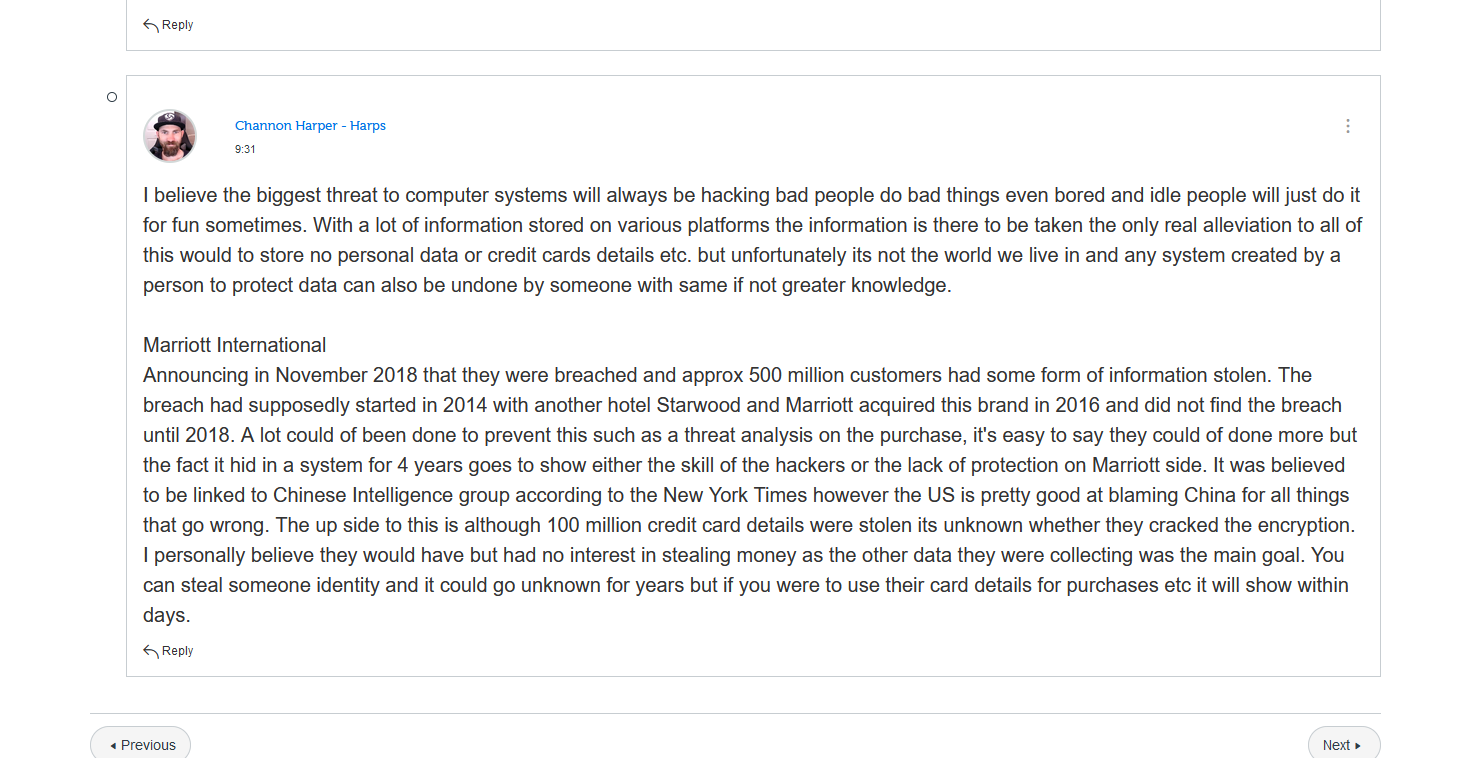 Reply
Channon Harper - Harps
9:31
I believe the biggest threat to computer systems will always be hacking bad people do bad things even bored and idle people will just do it
for fun sometimes. With a lot of information stored on various platforms the information is there to be taken the only real alleviation to all of
this would to store no personal data or credit cards details etc. but unfortunately its not the world we live in and any system created by a
person to protect data can also be undone by someone with same if not greater knowledge.
Marriott International
Announcing in November 2018 that they were breached and approx 500 million customers had some form of information stolen. The
breach had supposedly started in 2014 with another hotel Starwood and Marriott acquired this brand in 2016 and did not find the breach
until 2018. A lot could of been done to prevent this such as a threat analysis on the purchase, it's easy to say they could of done more but
the fact it hid in a system for 4 years goes to show either the skill of the hackers or the lack of protection on Marriott side. It was believed
to be linked to Chinese Intelligence group according to the New York Times however the US is pretty good at blaming China for all things
that go wrong. The up side to this is although 100 million credit card details were stolen its unknown whether they cracked the encryption.
I personally believe they would have but had no interest in stealing money as the other data they were collecting was the main goal. You
can steal someone identity and it could go unknown for years but if you were to use their card details for purchases etc it will show within
days.
Reply
Previous
Next